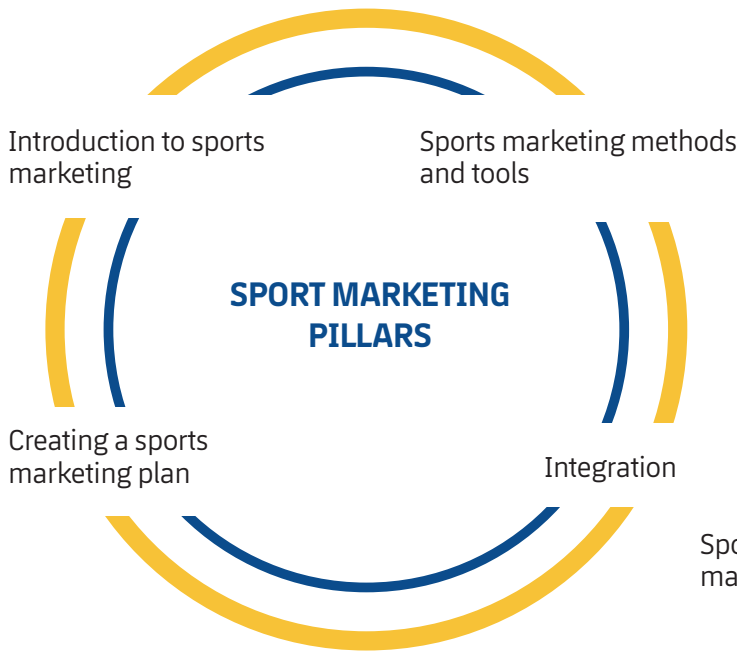 Introduction to sports
marketing
Sports marketing methods
and tools
SPORT MARKETING
PILLARS
Creating a sports
marketing plan
Integration